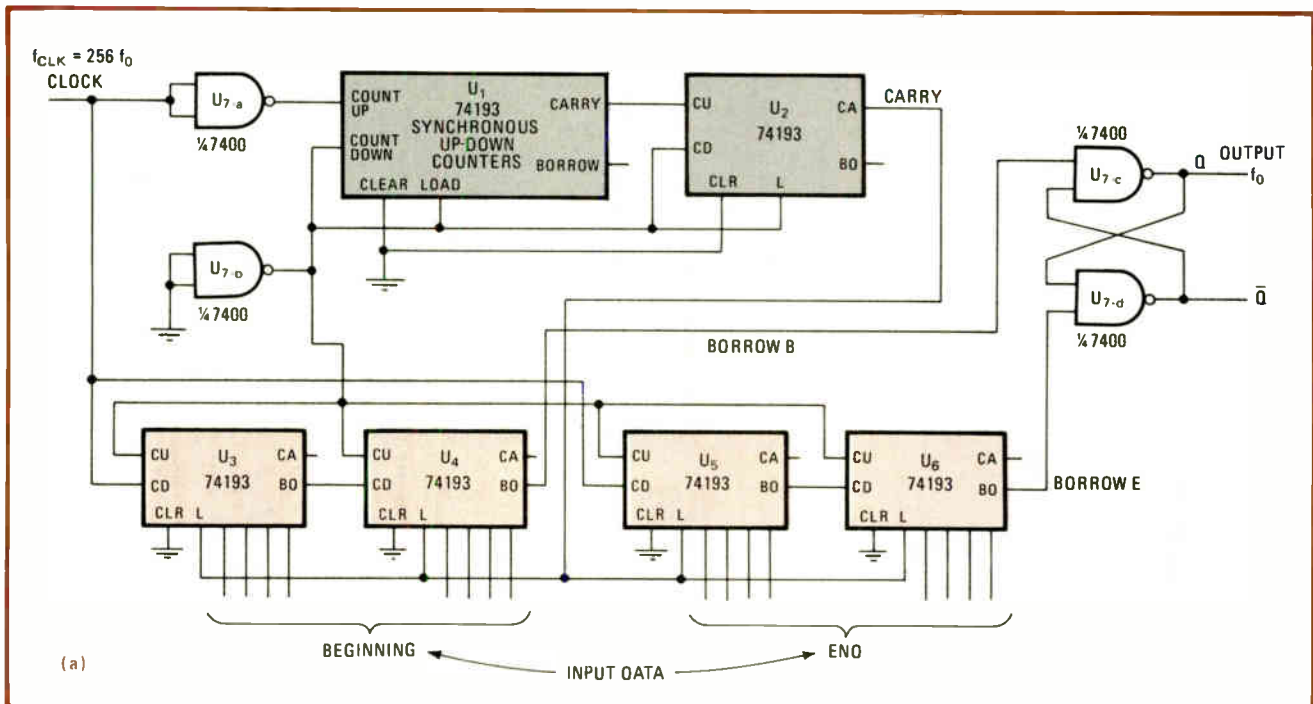 fCLK = 256 f0
CLOCK
U7-a
¼7400
COUNT UP
COUNT DOWN
U1
74193
SYNCHRONOUS
UP-DOWN
COUNTERS
CARRY
BORROW
CLEAR LOAD
CU
CD
U2
74193
CA
BO
CLR L
CARRY
¼7400
U7-c
Q OUTPUT
f0
U7-b
¼7400
U7-d
Q̅
¼7400
BORROW B
CU
CD
U3
74193
CA
BO
CLR L
CU
CD
U4
74193
CA
BO
CLR L
CU
CD
U5
74193
CA
BO
CLR L
CU
CD
U6
74193
CA
BO
CLR L
BORROW E
BEGINNING
END
INPUT DATA
(a)